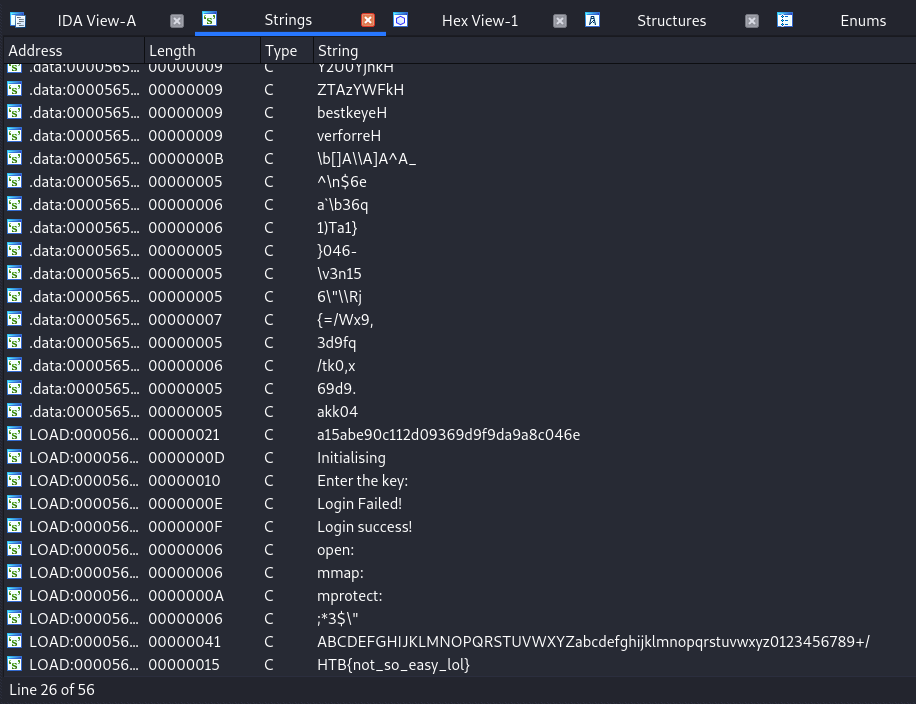 IDA View-A Strings Hex View-1 Structures Enums
Address Length Type String
.data:0000565... 00000009 C Y2U0YjhkH
.data:0000565... 00000009 C ZTAzYWFkH
.data:0000565... 00000009 C bestkeyeH
.data:0000565... 00000009 C verforreH
.data:0000565... 0000000B C \b[]A\\A]A^A_
.data:0000565... 00000005 C ^\n$6e
.data:0000565... 00000006 C a`\b36q
.data:0000565... 00000006 C 1)Ta1}
.data:0000565... 00000005 C }046-
.data:0000565... 00000005 C \v3n15
.data:0000565... 00000005 C 6\"\\Rj
.data:0000565... 00000007 C {=/Wx9,
.data:0000565... 00000005 C 3d9fq
.data:0000565... 00000006 C /tk0,x
.data:0000565... 00000005 C 69d9.
.data:0000565... 00000005 C akk04
LOAD:000056... 00000021 C a15abe90c112d09369d9f9da9a8c046e
LOAD:000056... 0000000D C Initialising
LOAD:000056... 00000010 C Enter the key:
LOAD:000056... 0000000E C Login Failed!
LOAD:000056... 0000000F C Login success!
LOAD:000056... 00000006 C open:
LOAD:000056... 00000006 C mmap:
LOAD:000056... 0000000A C mprotect:
LOAD:000056... 00000006 C ;*3$\"
LOAD:000056... 00000041 C ABCDEFGHIJKLMNOPQRSTUVWXYZabcdefghijklmnopqrstuvwxyz0123456789+/
LOAD:000056... 00000015 C HTB{not_so_easy_lol}
Line 26 of 56